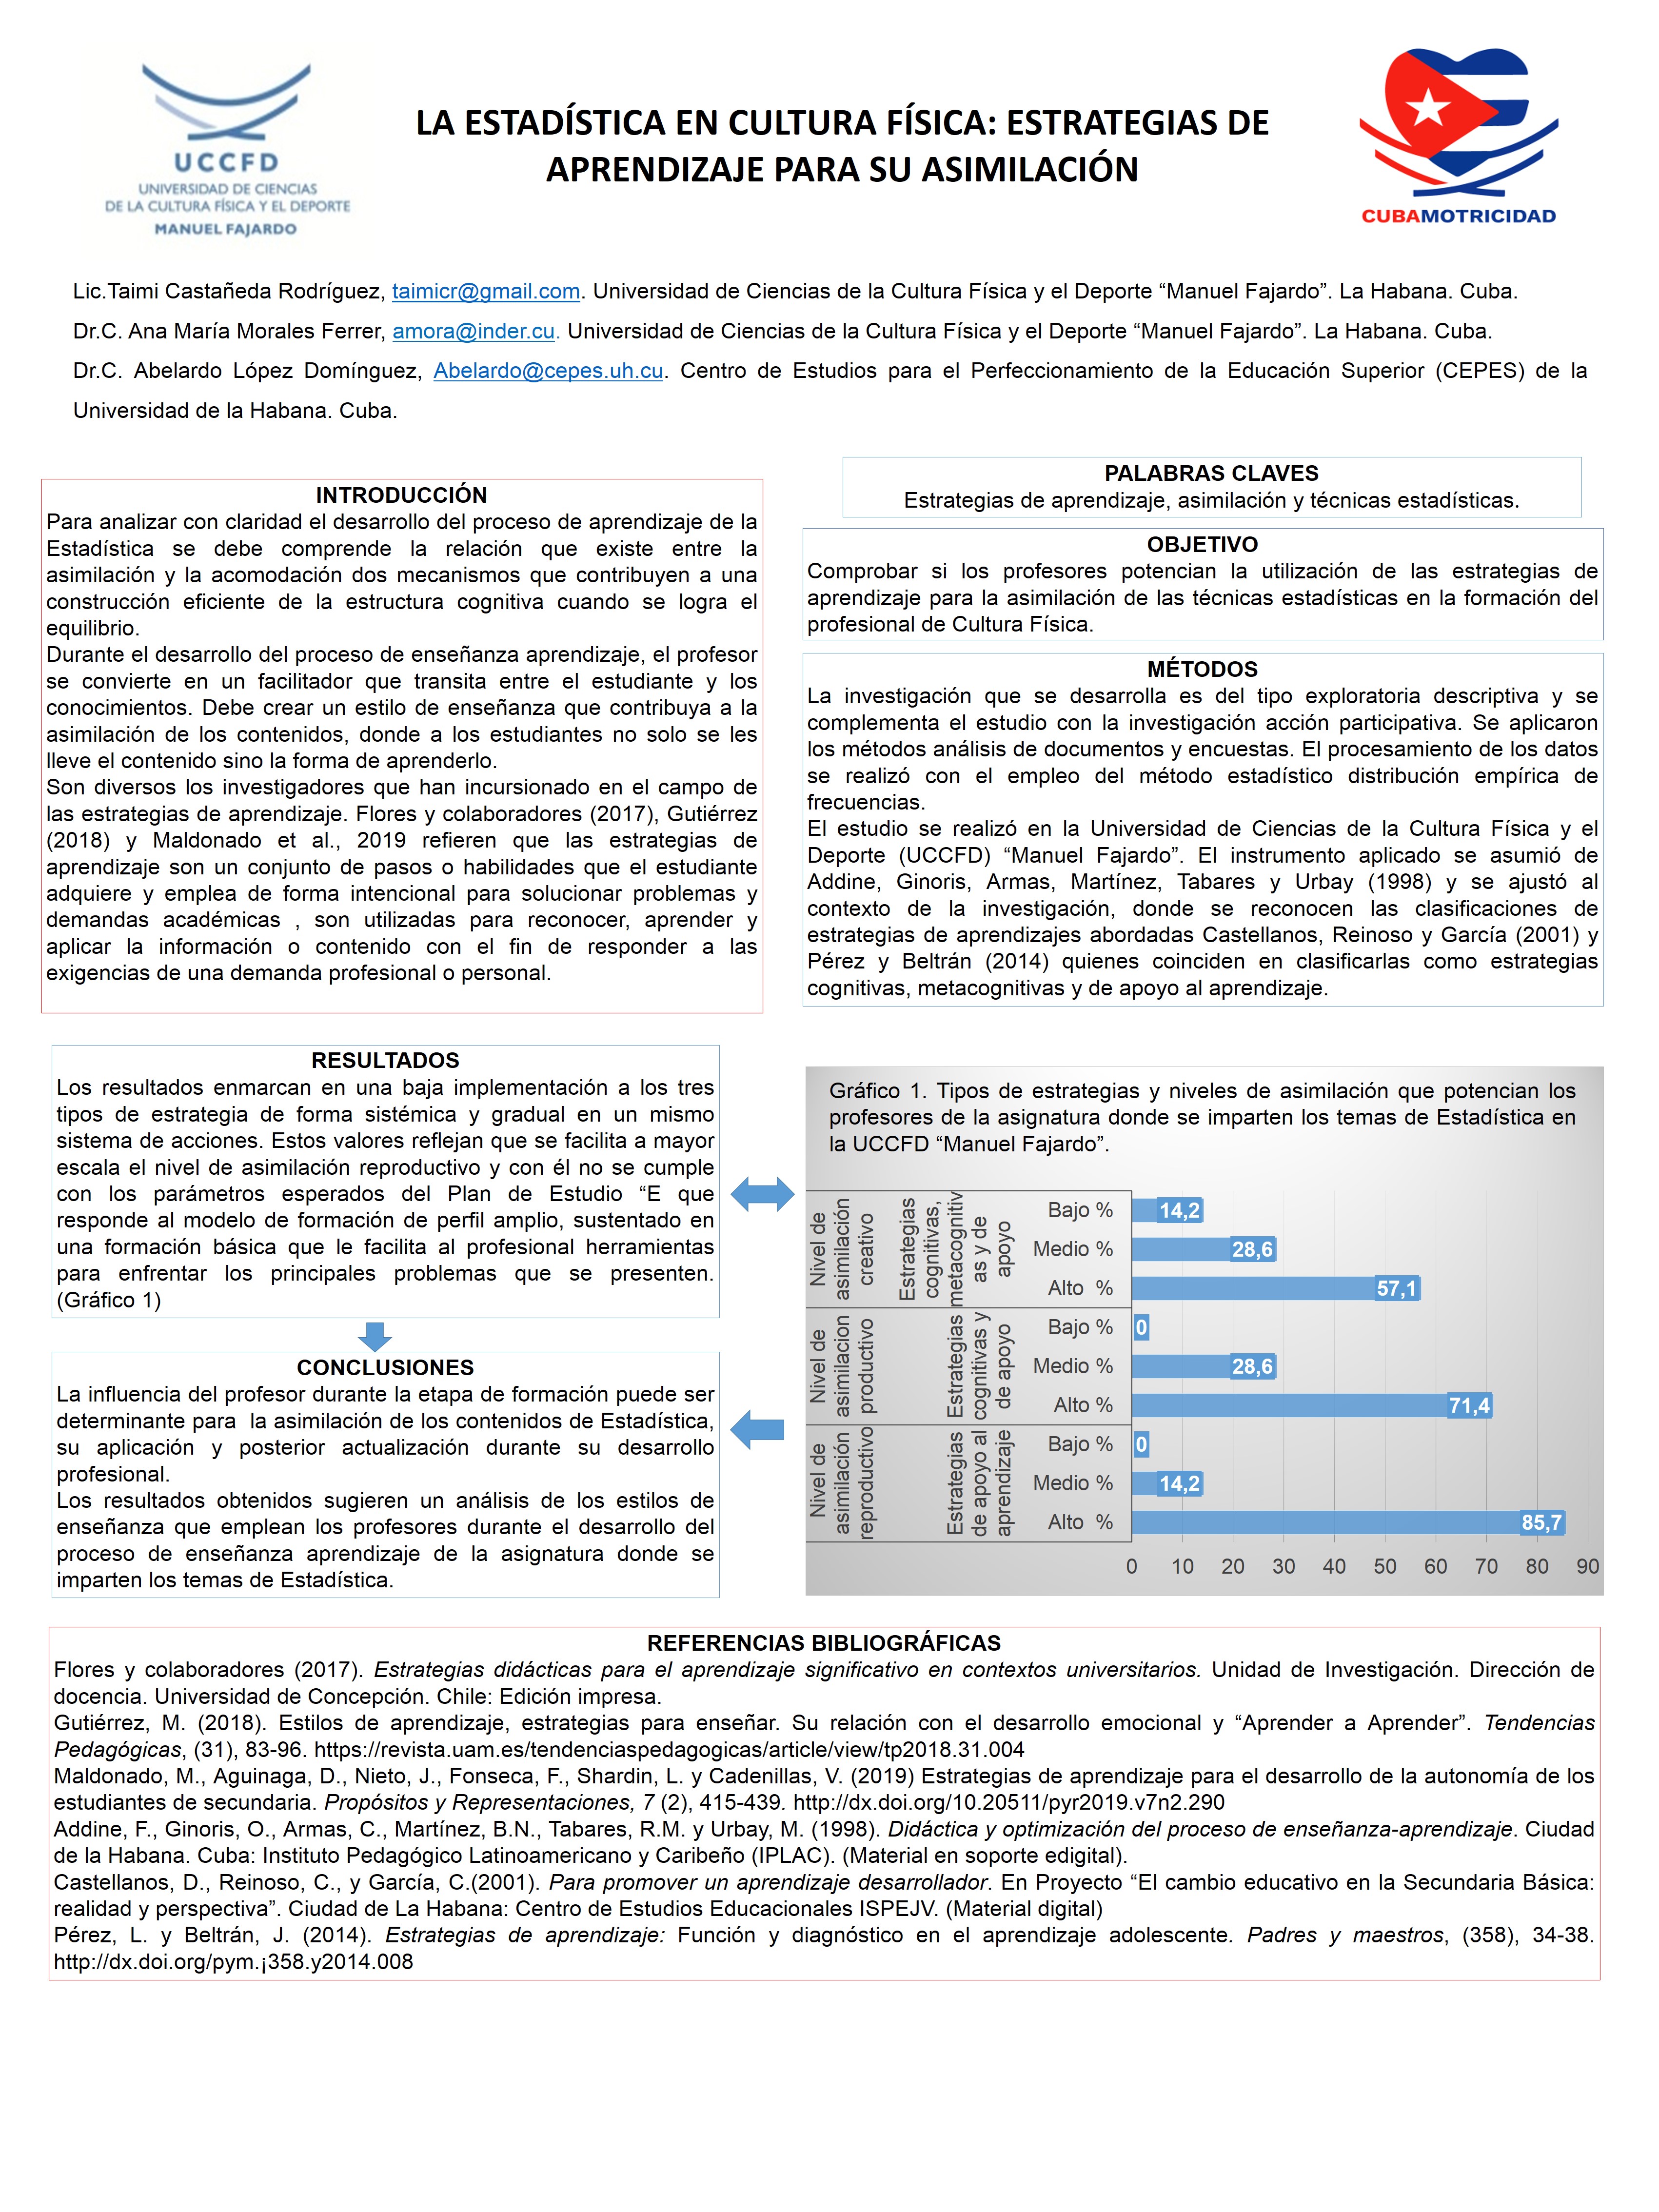 UCCFD
UNIVERSIDAD DE CIENCIAS
DE LA CULTURA FÍSICA Y EL DEPORTE
MANUEL FAJARDO
LA ESTADÍSTICA EN CULTURA FÍSICA: ESTRATEGIAS DE
APRENDIZAJE PARA SU ASIMILACIÓN
CUBAMOTRICIDAD
Lic.Taimi Castañeda Rodríguez, taimicr@gmail.com. Universidad de Ciencias de la Cultura Física y el Deporte “Manuel Fajardo”. La Habana. Cuba.
Dr.C. Ana María Morales Ferrer, amora@inder.cu. Universidad de Ciencias de la Cultura Física y el Deporte “Manuel Fajardo”. La Habana. Cuba.
Dr.C. Abelardo López Domínguez, Abelardo@cepes.uh.cu. Centro de Estudios para el Perfeccionamiento de la Educación Superior (CEPES) de la
Universidad de la Habana. Cuba.
INTRODUCCIÓN
Para analizar con claridad el desarrollo del proceso de aprendizaje de la
Estadística se debe comprende la relación que existe entre la
asimilación y la acomodación dos mecanismos que contribuyen a una
construcción eficiente de la estructura cognitiva cuando se logra el
equilibrio.
Durante el desarrollo del proceso de enseñanza aprendizaje, el profesor
se convierte en un facilitador que transita entre el estudiante y los
conocimientos. Debe crear un estilo de enseñanza que contribuya a la
asimilación de los contenidos, donde a los estudiantes no solo se les
lleve el contenido sino la forma de aprenderlo.
Son diversos los investigadores que han incursionado en el campo de
las estrategias de aprendizaje. Flores y colaboradores (2017), Gutiérrez
(2018) y Maldonado et al., 2019 refieren que las estrategias de
aprendizaje son un conjunto de pasos o habilidades que el estudiante
adquiere y emplea de forma intencional para solucionar problemas y
demandas académicas , son utilizadas para reconocer, aprender y
aplicar la información o contenido con el fin de responder a las
exigencias de una demanda profesional o personal.
PALABRAS CLAVES
Estrategias de aprendizaje, asimilación y técnicas estadísticas.
OBJETIVO
Comprobar si los profesores potencian la utilización de las estrategias de
aprendizaje para la asimilación de las técnicas estadísticas en la formación del
profesional de Cultura Física.
MÉTODOS
La investigación que se desarrolla es del tipo exploratoria descriptiva y se
complementa el estudio con la investigación acción participativa. Se aplicaron
los métodos análisis de documentos y encuestas. El procesamiento de los datos
se realizó con el empleo del método estadístico distribución empírica de
frecuencias.
El estudio se realizó en la Universidad de Ciencias de la Cultura Física y el
Deporte (UCCFD) “Manuel Fajardo”. El instrumento aplicado se asumió de
Addine, Ginoris, Armas, Martínez, Tabares y Urbay (1998) y se ajustó al
contexto de la investigación, donde se reconocen las clasificaciones de
estrategias de aprendizajes abordadas Castellanos, Reinoso y García (2001) y
Pérez y Beltrán (2014) quienes coinciden en clasificarlas como estrategias
cognitivas, metacognitivas y de apoyo al aprendizaje.
RESULTADOS
Los resultados enmarcan en una baja implementación a los tres
tipos de estrategia de forma sistémica y gradual en un mismo
sistema de acciones. Estos valores reflejan que se facilita a mayor
escala el nivel de asimilación reproductivo y con él no se cumple
con los parámetros esperados del Plan de Estudio “E que
responde al modelo de formación de perfil amplio, sustentado en
una formación básica que le facilita al profesional herramientas
para enfrentar los principales problemas que se presenten.
(Gráfico 1)
CONCLUSIONES
La influencia del profesor durante la etapa de formación puede ser
determinante para la asimilación de los contenidos de Estadística,
su aplicación y posterior actualización durante su desarrollo
profesional.
Los resultados obtenidos sugieren un análisis de los estilos de
enseñanza que emplean los profesores durante el desarrollo del
proceso de enseñanza aprendizaje de la asignatura donde se
imparten los temas de Estadística.
Gráfico 1. Tipos de estrategias y niveles de asimilación que potencian los
profesores de la asignatura donde se imparten los temas de Estadística en
la UCCFD “Manuel Fajardo”.
Nivel de
asimilación
creativo
Estrategias
cognitivas,
metacognitiv
as y de
apoyo
Bajo % 14,2
Medio % 28,6
Alto % 57,1
Nivel de
asimilacion
productivo
Estrategias
cognitivas y
de apoyo
Bajo % 0
Medio % 28,6
Alto % 71,4
Nivel de
asimilación
reproductivo
Estrategias
de apoyo al
aprendizaje
Bajo % 0
Medio % 14,2
Alto % 85,7
0 10 20 30 40 50 60 70 80 90
REFERENCIAS BIBLIOGRÁFICAS
Flores y colaboradores (2017). Estrategias didácticas para el aprendizaje significativo en contextos universitarios. Unidad de Investigación. Dirección de
docencia. Universidad de Concepción. Chile: Edición impresa.
Gutiérrez, M. (2018). Estilos de aprendizaje, estrategias para enseñar. Su relación con el desarrollo emocional y “Aprender a Aprender”. Tendencias
Pedagógicas, (31), 83-96. https://revista.uam.es/tendenciaspedagogicas/article/view/tp2018.31.004
Maldonado, M., Aguinaga, D., Nieto, J., Fonseca, F., Shardin, L. y Cadenillas, V. (2019) Estrategias de aprendizaje para el desarrollo de la autonomía de los
estudiantes de secundaria. Propósitos y Representaciones, 7 (2), 415-439. http://dx.doi.org/10.20511/pyr2019.v7n2.290
Addine, F., Ginoris, O., Armas, C., Martínez, B.N., Tabares, R.M. y Urbay, M. (1998). Didáctica y optimización del proceso de enseñanza-aprendizaje. Ciudad
de la Habana. Cuba: Instituto Pedagógico Latinoamericano y Caribeño (IPLAC). (Material en soporte edigital).
Castellanos, D., Reinoso, C., y García, C.(2001). Para promover un aprendizaje desarrollador. En Proyecto “El cambio educativo en la Secundaria Básica:
realidad y perspectiva”. Ciudad de La Habana: Centro de Estudios Educacionales ISPEJV. (Material digital)
Pérez, L. y Beltrán, J. (2014). Estrategias de aprendizaje: Función y diagnóstico en el aprendizaje adolescente. Padres y maestros, (358), 34-38.
http://dx.doi.org/pym.¡358.y2014.008